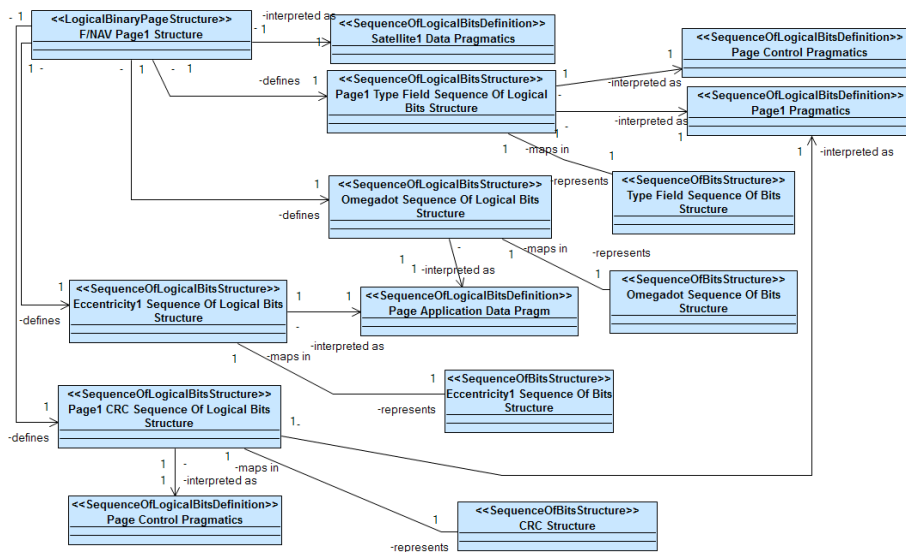 <<LogicalBinaryPageStructure>>
F/NAV Page1 Structure
-interpreted as
<<SequenceOfLogicalBitsDefinition>>
Satellite1 Data Pragmatics
-defines
<<SequenceOfLogicalBitsStructure>>
Page1 Type Field Sequence Of Logical
Bits Structure
-interpreted as
<<SequenceOfLogicalBitsDefinition>>
Page Control Pragmatics
-interpreted as
<<SequenceOfLogicalBitsDefinition>>
Page1 Pragmatics
-interpreted as
-maps in
-represents
<<SequenceOfBitsStructure>>
Type Field Sequence Of Bits
Structure
-defines
<<SequenceOfLogicalBitsStructure>>
Omegadot Sequence Of Logical Bits
Structure
-maps in
-represents
<<SequenceOfBitsStructure>>
Omegadot Sequence Of Bits
Structure
-interpreted as
-defines
<<SequenceOfLogicalBitsStructure>>
Eccentricity1 Sequence Of Logical Bits
Structure
<<SequenceOfLogicalBitsDefinition>>
Page Application Data Pragm
-interpreted as
-maps in
-represents
<<SequenceOfBitsStructure>>
Eccentricity1 Sequence Of Bits
Structure
-defines
<<SequenceOfLogicalBitsStructure>>
Page1 CRC Sequence Of Logical Bits
Structure
-interpreted as
-maps in
<<SequenceOfLogicalBitsDefinition>>
Page Control Pragmatics
-represents
<<SequenceOfBitsStructure>>
CRC Structure